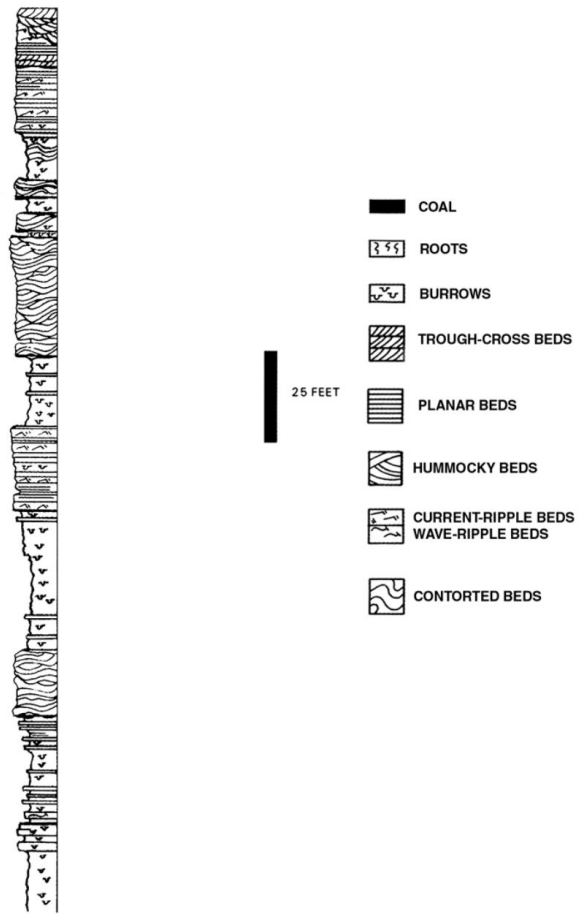 COAL
ROOTS
BURROWS
TROUGH-CROSS BEDS
25 FEET
PLANAR BEDS
HUMMOCKY BEDS
CURRENT-RIPPLE BEDS
WAVE-RIPPLE BEDS
CONTORTED BEDS